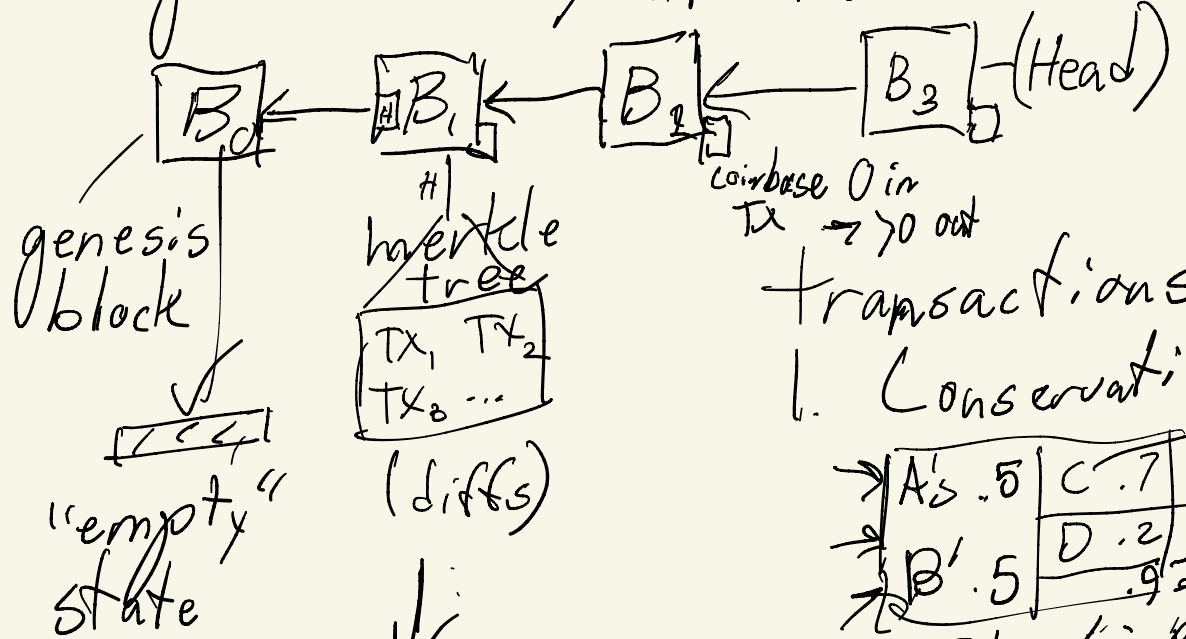 B0
H B1
B2
B3 (Head)
genesis
block
"empty"
state
H
merkle
tree
TX1 TX2
TX3 ...
(diffs)
coinbase 0 in
TX → >0 out
transactions
1. Conservati
A's .5
B' .5
C .7
D .2
.9